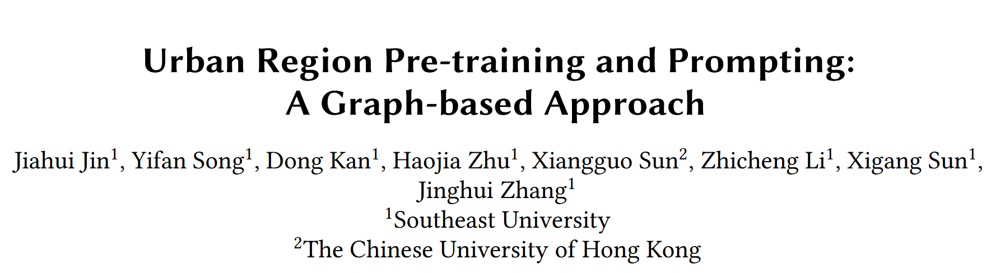 Urban Region Pre-training and Prompting:
A Graph-based Approach
Jiahui Jin¹, Yifan Song¹, Dong Kan¹, Haojia Zhu¹, Xiangguo Sun², Zhicheng Li¹, Xigang Sun¹,
Jinghui Zhang¹
¹Southeast University
²The Chinese University of Hong Kong